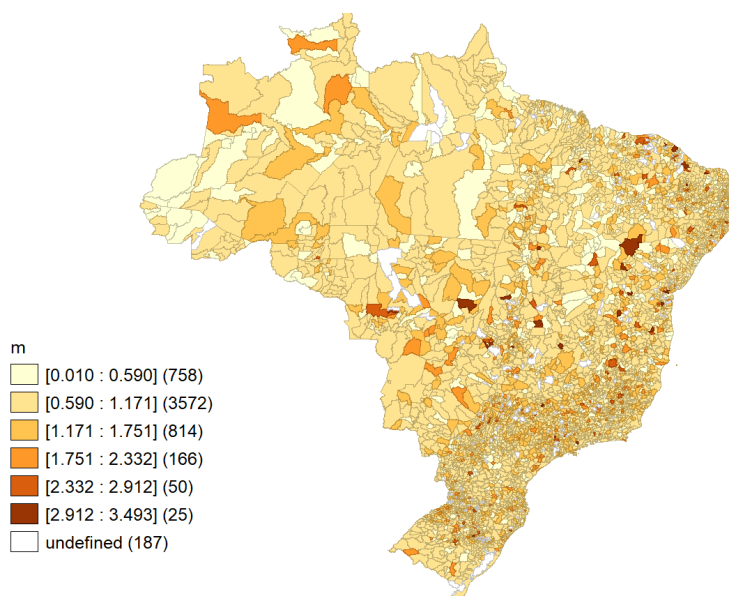 m
[0.010 : 0.590] (758)
[0.590 : 1.171] (3572)
[1.171 : 1.751] (814)
[1.751 : 2.332] (166)
[2.332 : 2.912] (50)
[2.912 : 3.493] (25)
undefined (187)